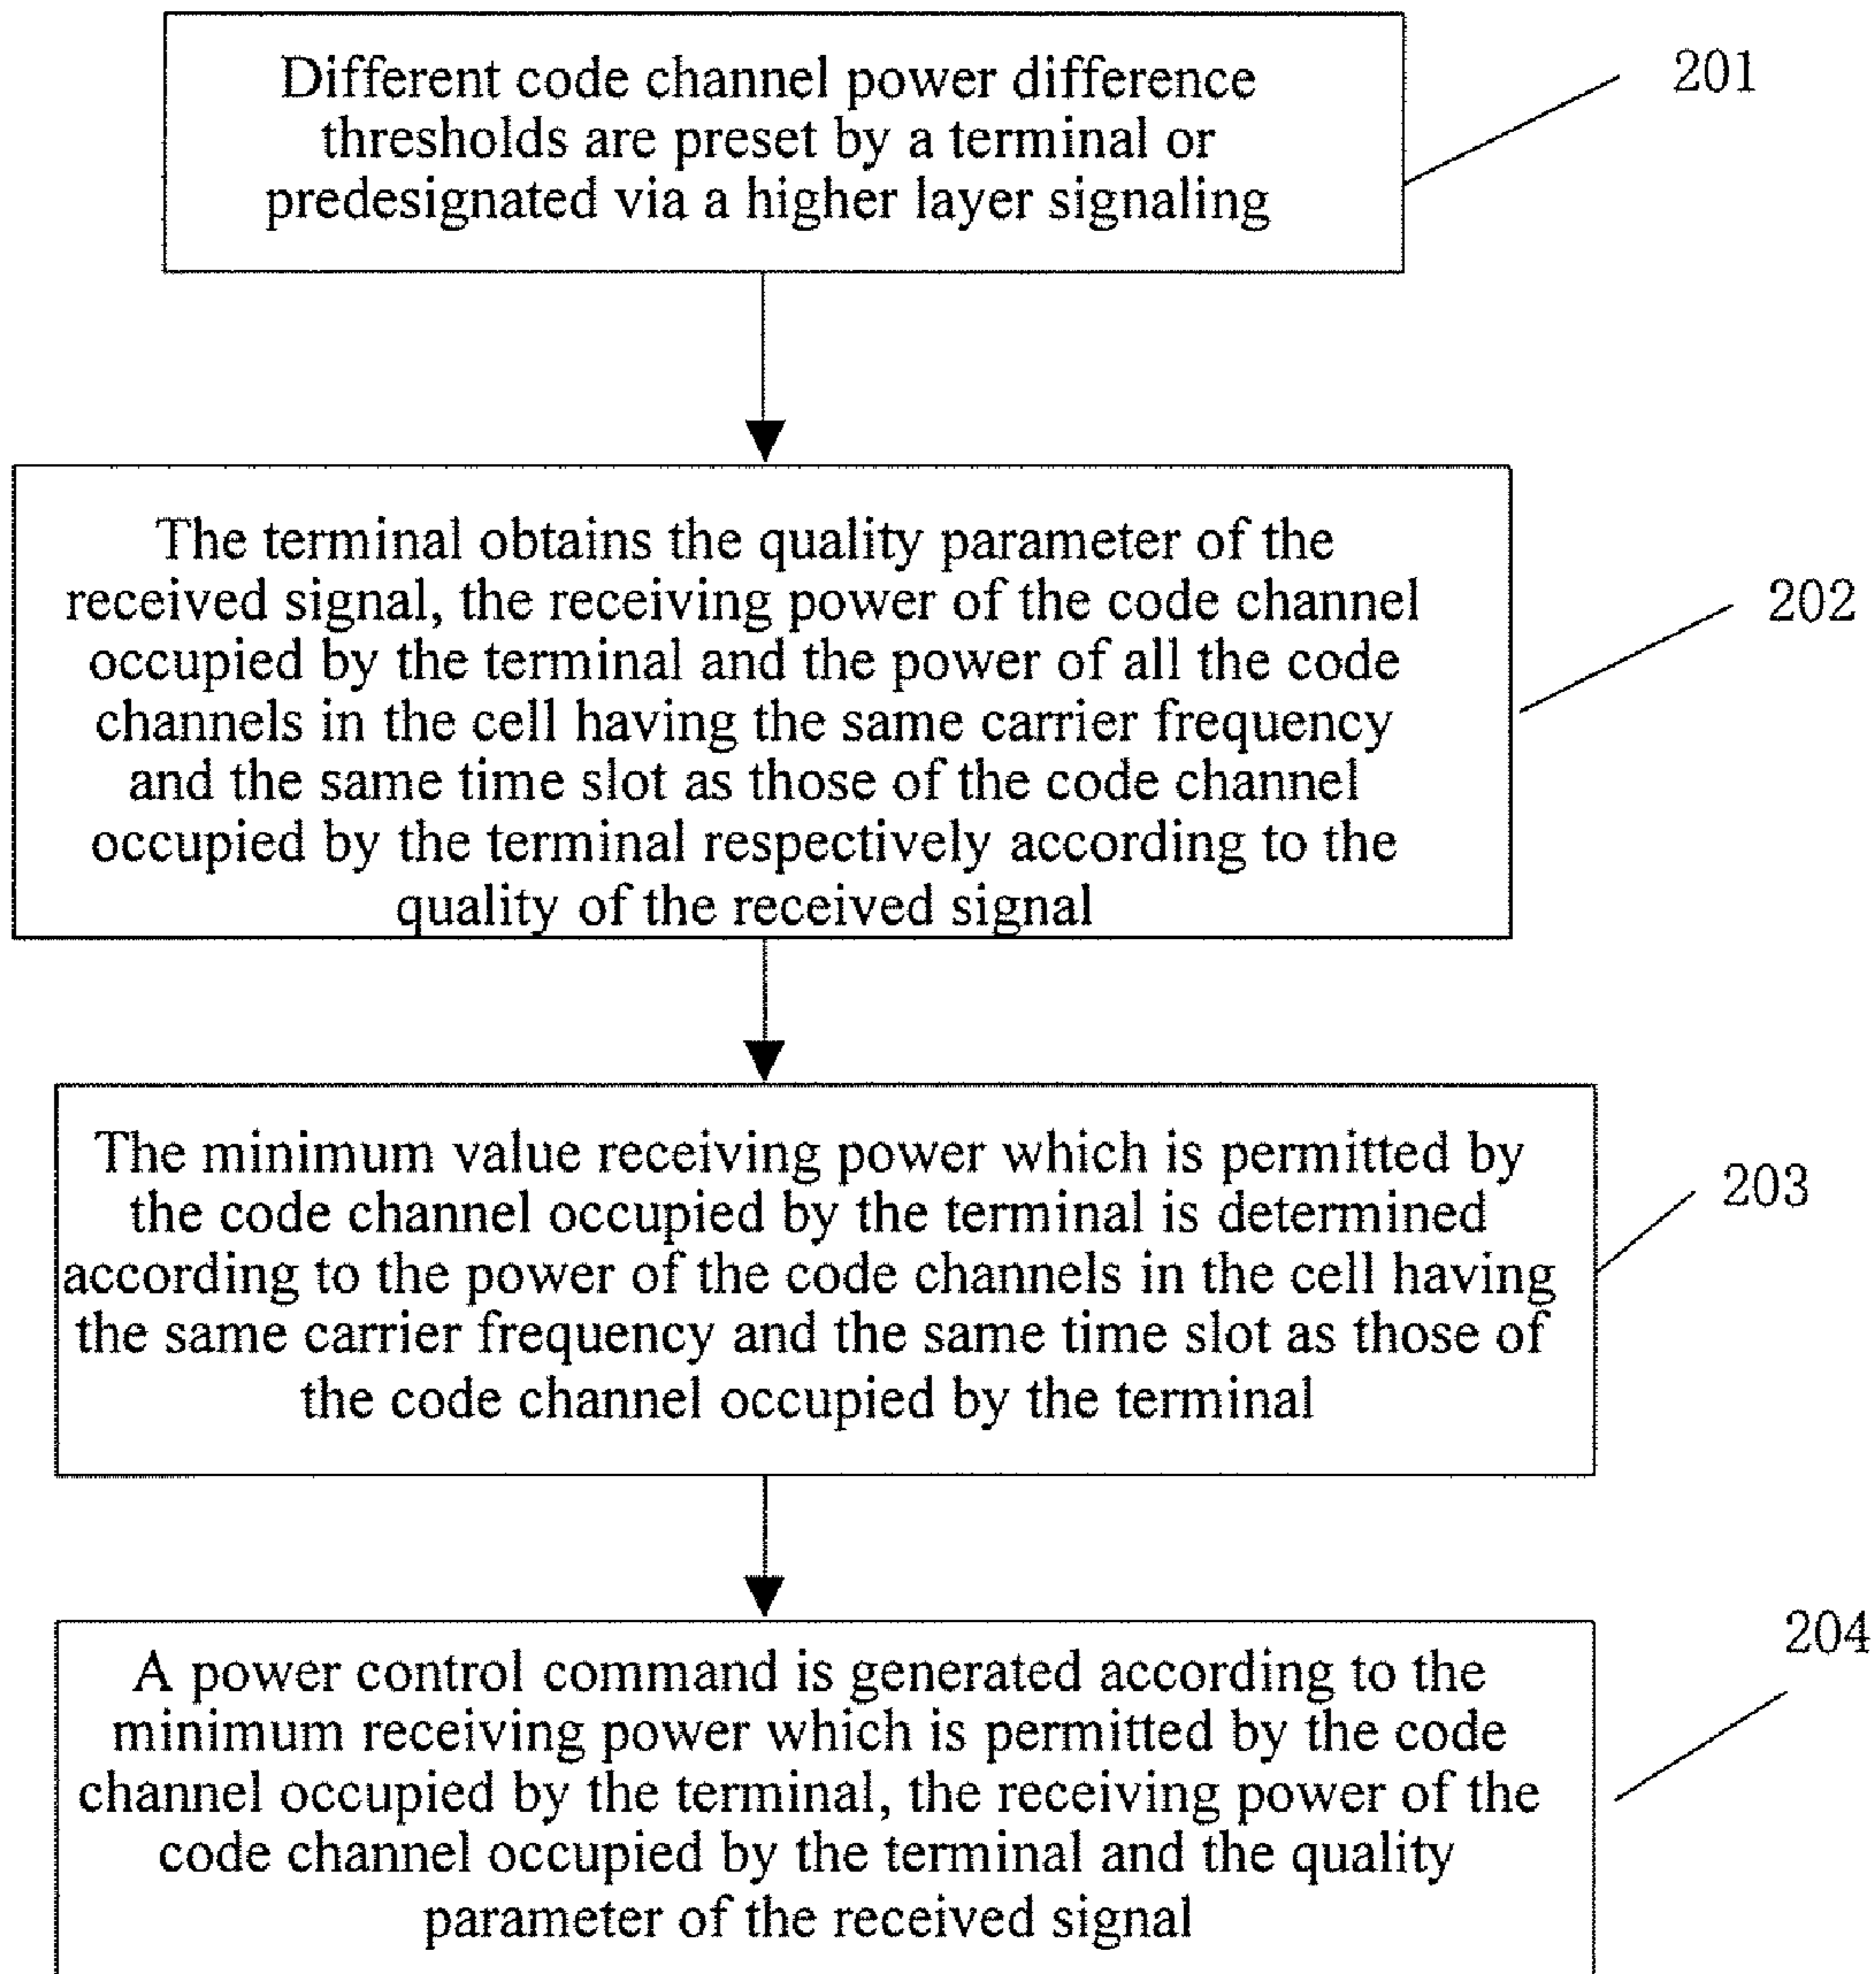 Different code channel power difference
thresholds are preset by a terminal or
predesignated via a higher layer signaling
201
The terminal obtains the quality parameter of the
received signal, the receiving power of the code channel
occupied by the terminal and the power of all the code
channels in the cell having the same carrier frequency
and the same time slot as those of the code channel
occupied by the terminal respectively according to the
quality of the received signal
202
The minimum value receiving power which is permitted by
the code channel occupied by the terminal is determined
according to the power of the code channels in the cell having
the same carrier frequency and the same time slot as those of
the code channel occupied by the terminal
203
A power control command is generated according to the
minimum receiving power which is permitted by the code
channel occupied by the terminal, the receiving power of the
code channel occupied by the terminal and the quality
parameter of the received signal
204